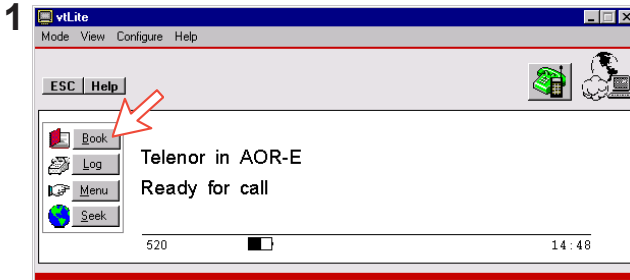 1
vtLite
Mode View Configure Help
ESC Help
Book
Log
Menu
Seek
Telenor in AOR-E
Ready for call
520 14:48